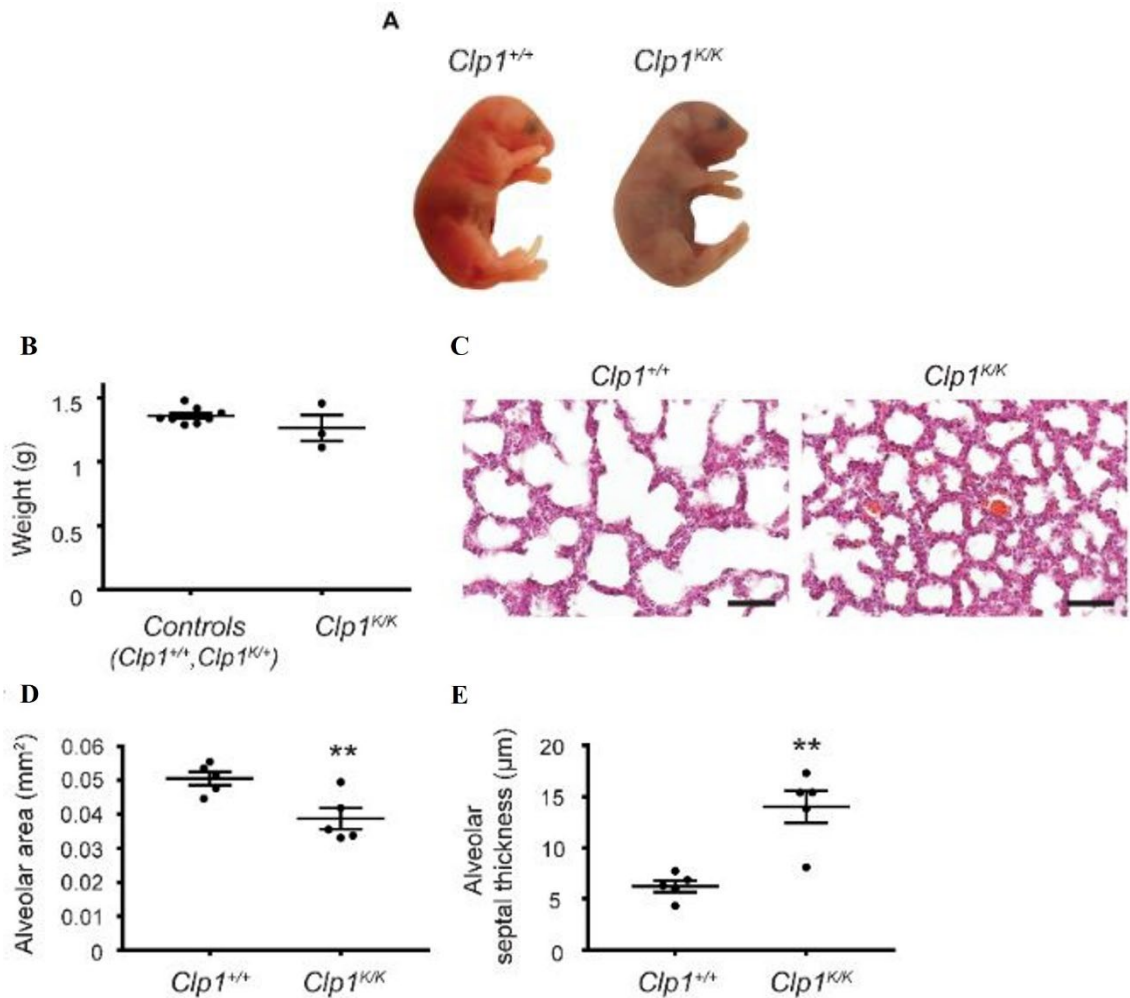 A
Clp1+/+ Clp1K/K
B
Weight (g)
1.5
1
0.5
0
Controls
(Clp1+/+, Clp1K/+)
Clp1K/K
C
Clp1+/+ Clp1K/K
D
Alveolar area (mm²)
0.06
0.05
0.04
0.03
0.02
0.01
0
**
Clp1+/+ Clp1K/K
E
Alveolar
septal thickness (μm)
20
15
10
5
0
**
Clp1+/+ Clp1K/K